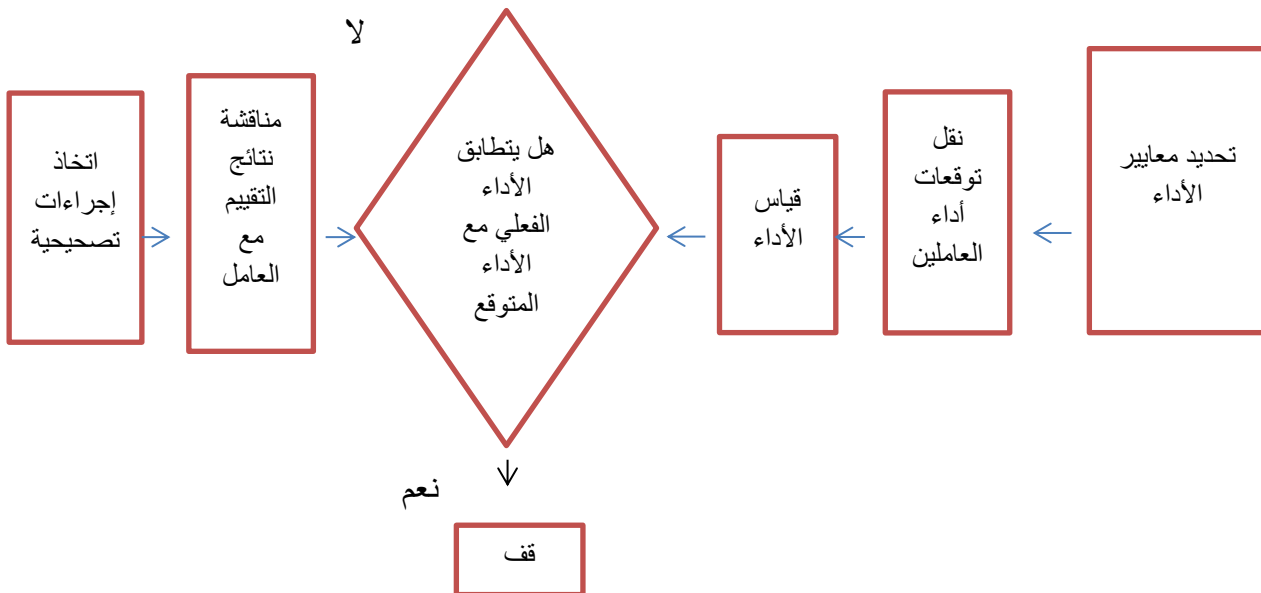 تحديد معايير
الأداء
نقل
توقعات
أداء
العاملين
قياس
الأداء
هل يتطابق
الأداء
الفعلي مع
الأداء
المتوقع
لا
مناقشة
نتائج
التقييم
مع
العامل
اتخاذ
إجراءات
تصحيحية
نعم
قف